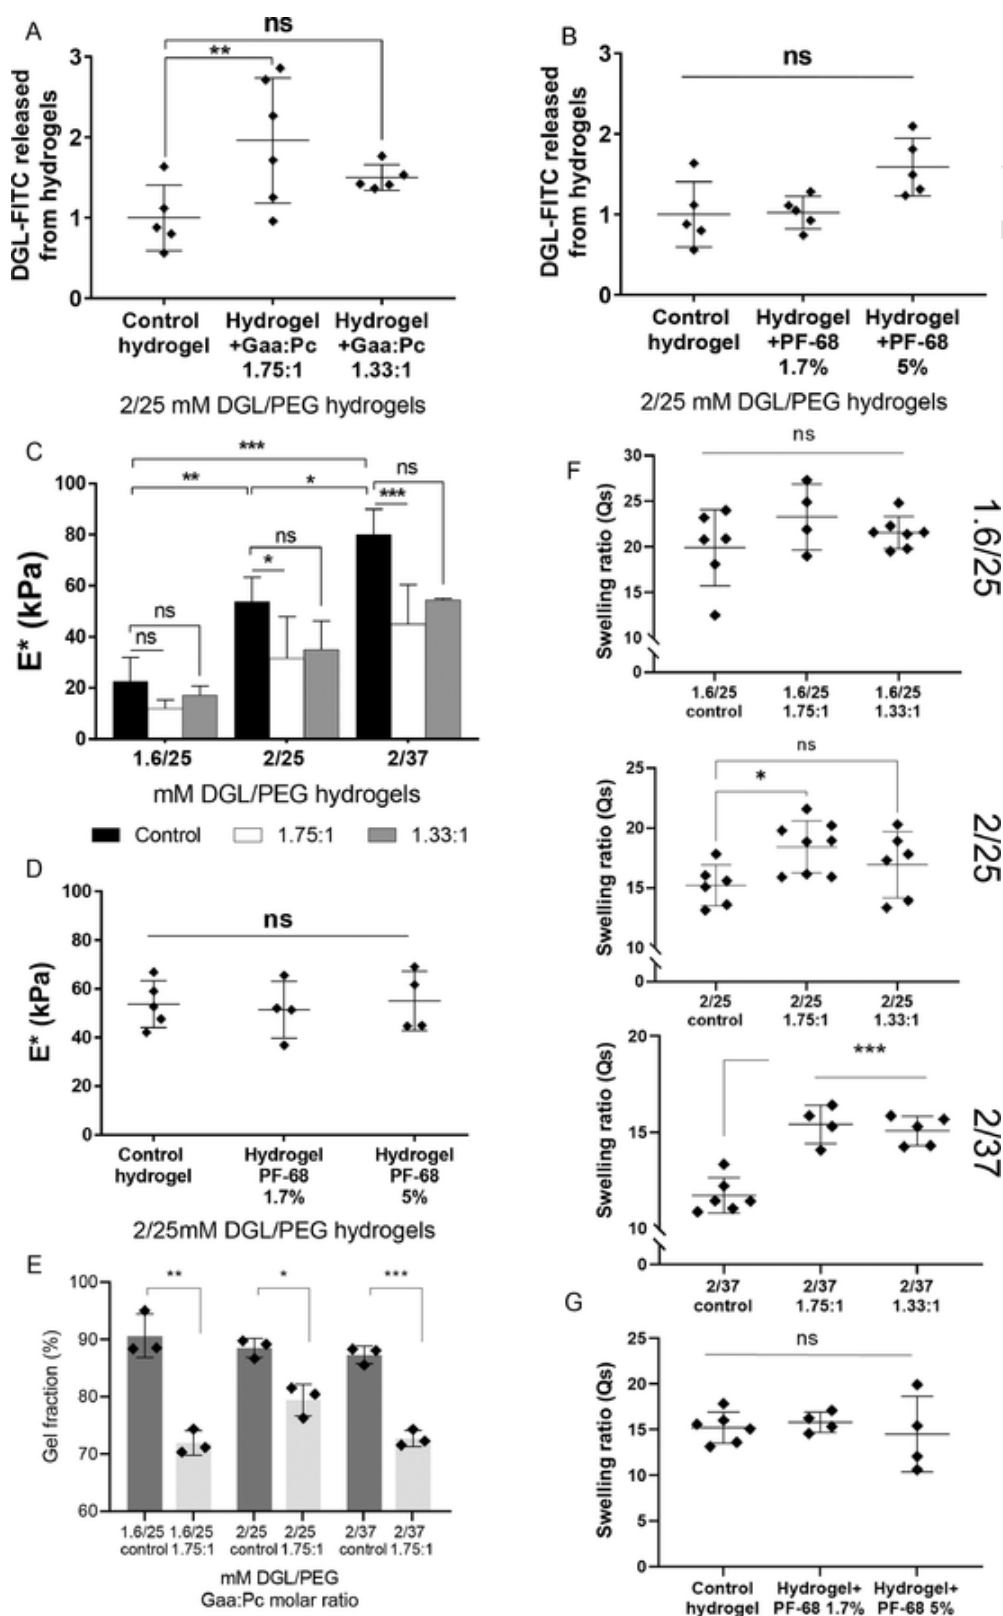 A
ns
**
3
2
1
0
DGL-FITC released
from hydrogels
Control
hydrogel
Hydrogel
+Gaa:Pc
1.75:1
Hydrogel
+Gaa:Pc
1.33:1
2/25 mM DGL/PEG hydrogels
B
ns
3
2
1
0
DGL-FITC released
from hydrogels
Control
hydrogel
Hydrogel
+PF-68
1.7%
Hydrogel
+PF-68
5%
2/25 mM DGL/PEG hydrogels
C
***
**
*
ns
***
ns
*
ns
ns
100
80
60
40
20
0
E* (kPa)
1.6/25
2/25
2/37
mM DGL/PEG hydrogels
Control
1.75:1
1.33:1
D
ns
100
80
60
40
20
0
E* (kPa)
Control
hydrogel
Hydrogel
PF-68
1.7%
Hydrogel
PF-68
5%
2/25mM DGL/PEG hydrogels
E
**
*
***
100
90
80
70
60
Gel fraction (%)
1.6/25
control
1.6/25
1.75:1
2/25
control
2/25
1.75:1
2/37
control
2/37
1.75:1
mM DGL/PEG
Gaa:Pc molar ratio
F
ns
30
25
20
15
10
0
Swelling ratio (Qs)
1.6/25
control
1.6/25
1.75:1
1.6/25
1.33:1
1.6/25
ns
*
25
20
15
10
0
Swelling ratio (Qs)
2/25
control
2/25
1.75:1
2/25
1.33:1
2/25
***
20
15
10
0
Swelling ratio (Qs)
2/37
control
2/37
1.75:1
2/37
1.33:1
2/37
G
ns
25
20
15
10
5
0
Swelling ratio (Qs)
Control
hydrogel
Hydrogel+
PF-68 1.7%
Hydrogel+
PF-68 5%